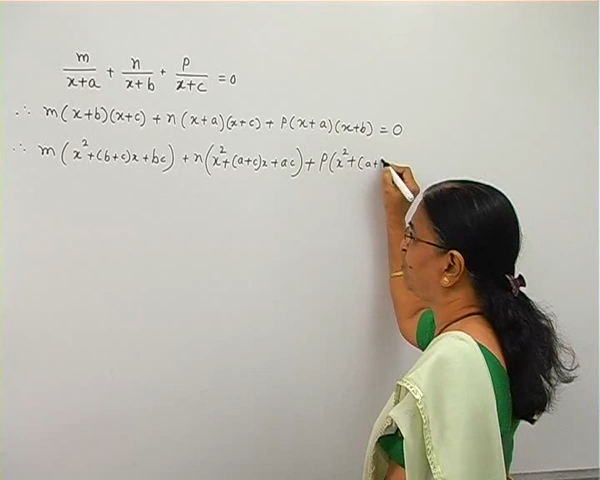 m/(x+a) + n/(x+b) + p/(x+c) = 0
∴ m(x+b)(x+c) + n(x+a)(x+c) + p(x+a)(x+b) = 0
∴ m(x²+(b+c)x+bc) + n(x²+(a+c)x+ac) + p(x²+(a+